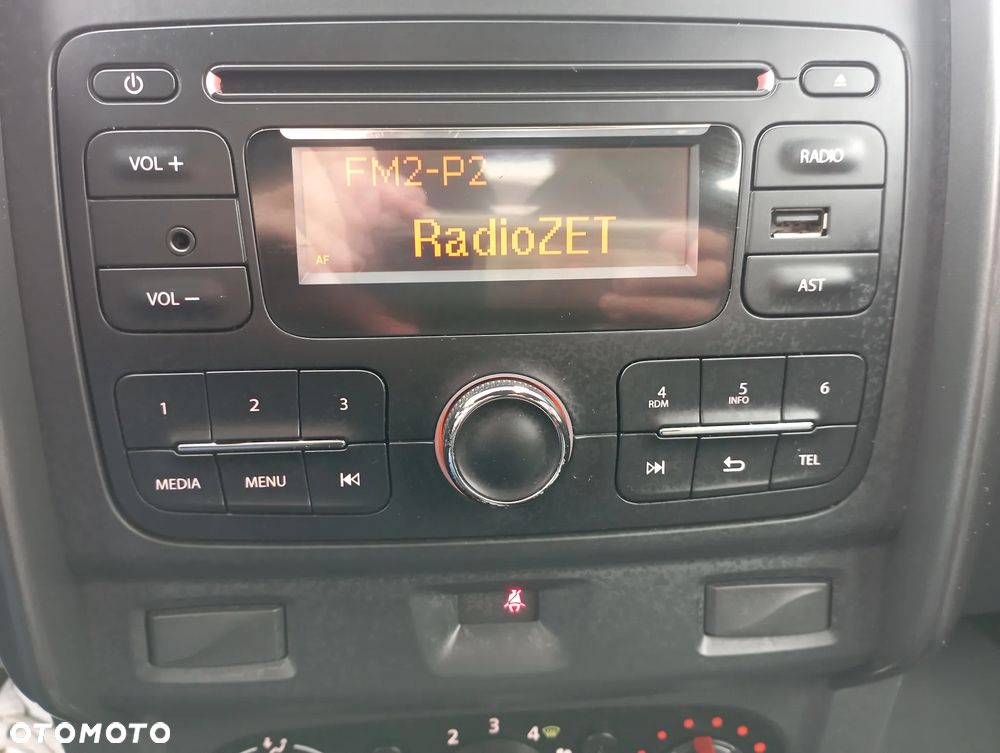 VOL +
RADIO
FM2-P2
RadioZET
AF
VOL −
AST
1
2
3
4
RDM
5
INFO
6
MEDIA
MENU
TEL
2
3
4
OTOMOTO